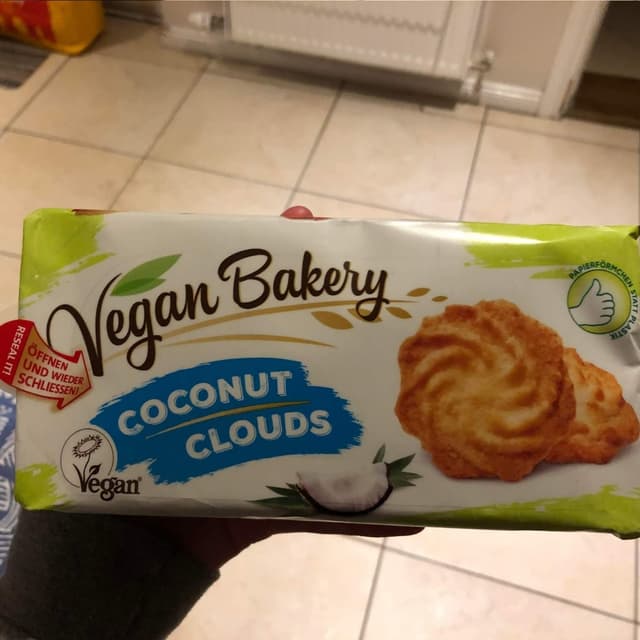 Vegan Bakery
COCONUT
CLOUDS
RESEALIT!
ÖFFNEN
UND WIEDER
SCHLIESSEN!
Vegan
PAPIERFÖRMCHEN STATT PLASTIK